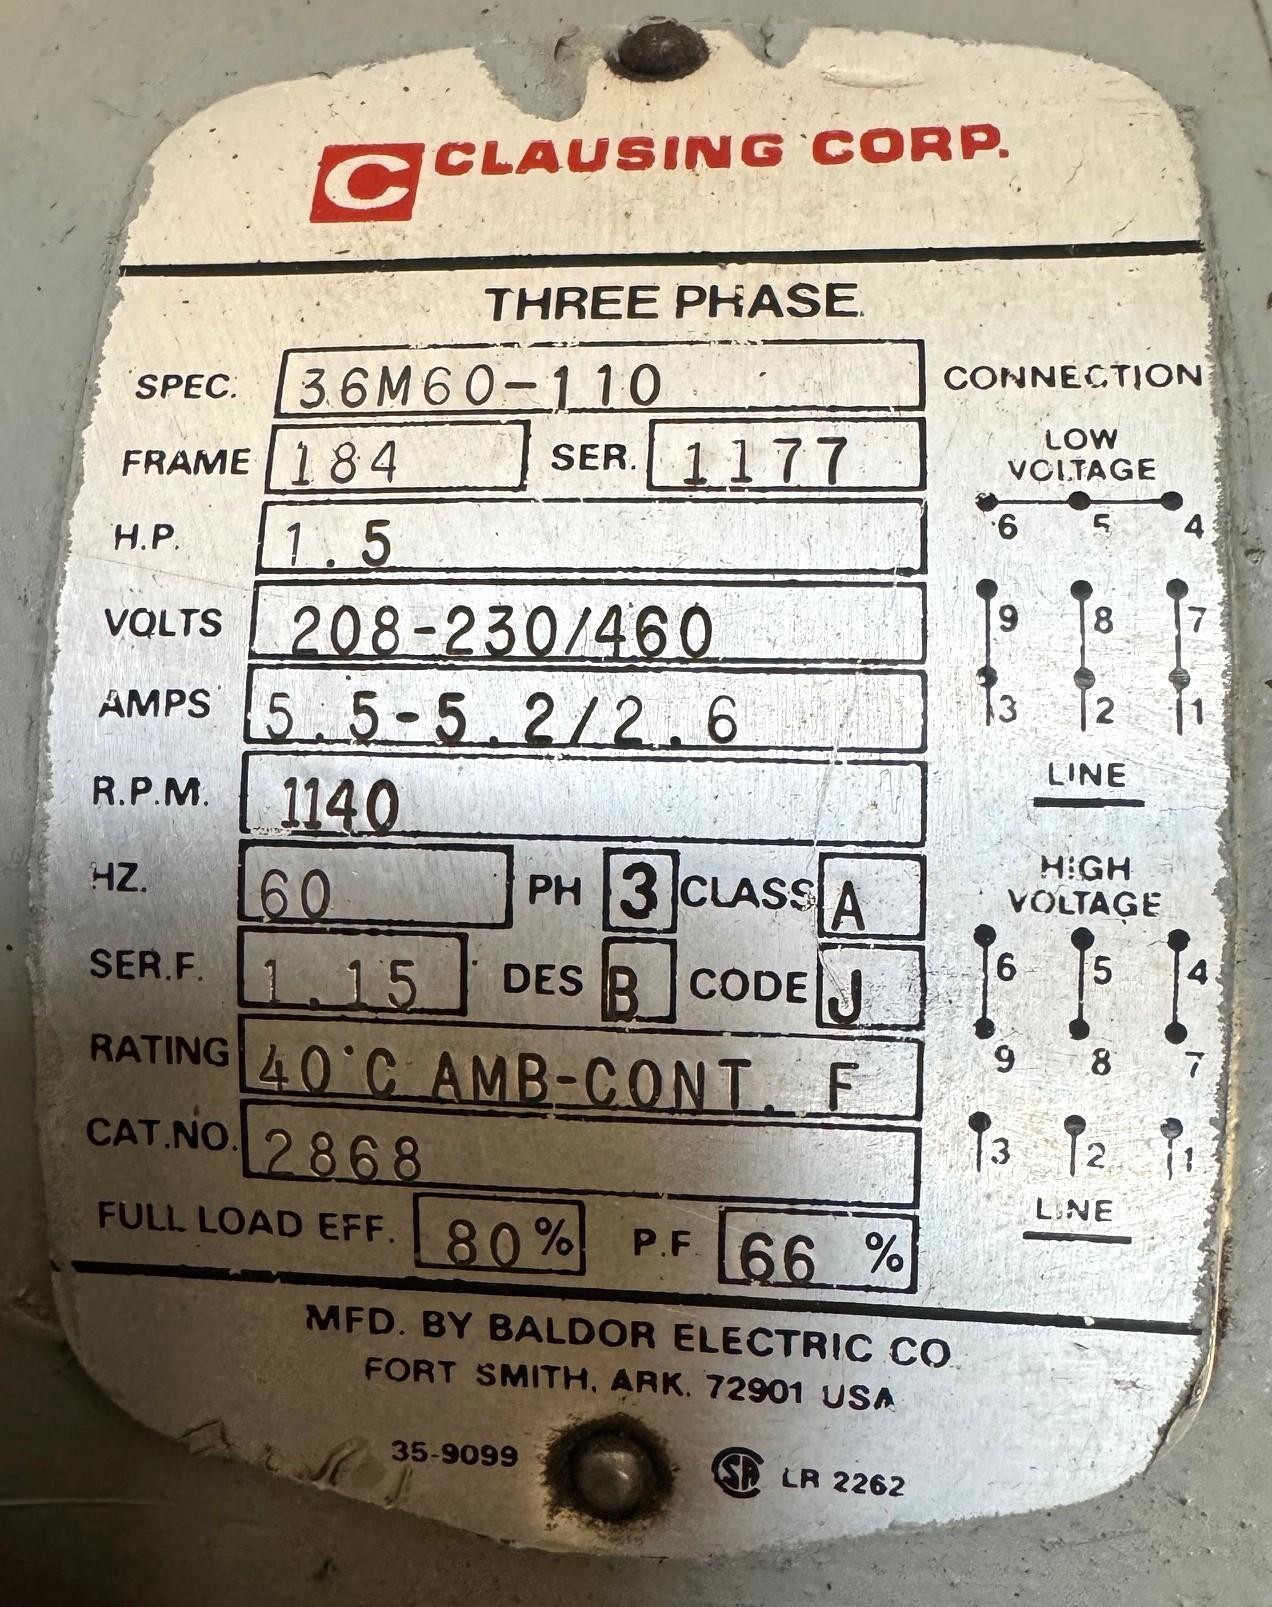 C CLAUSING CORP.
THREE PHASE
SPEC. 36M60-110
FRAME 184 SER. 1177
H.P. 1.5
VOLTS 208-230/460
AMPS 5.5-5.2/2.6
R.P.M. 1140
HZ. 60 PH 3 CLASS A
SER.F. 1.15 DES B CODE J
RATING 40°C AMB-CONT. F
CAT.NO. 2868
FULL LOAD EFF. 80% P.F 66 %
CONNECTION
LOW
VOLTAGE
6 5 4
9 8 7
3 2 1
LINE
HIGH
VOLTAGE
6 5 4
9 8 7
3 2 1
LINE
MFD. BY BALDOR ELECTRIC CO
FORT SMITH, ARK. 72901 USA
35-9099 SA LR 2262